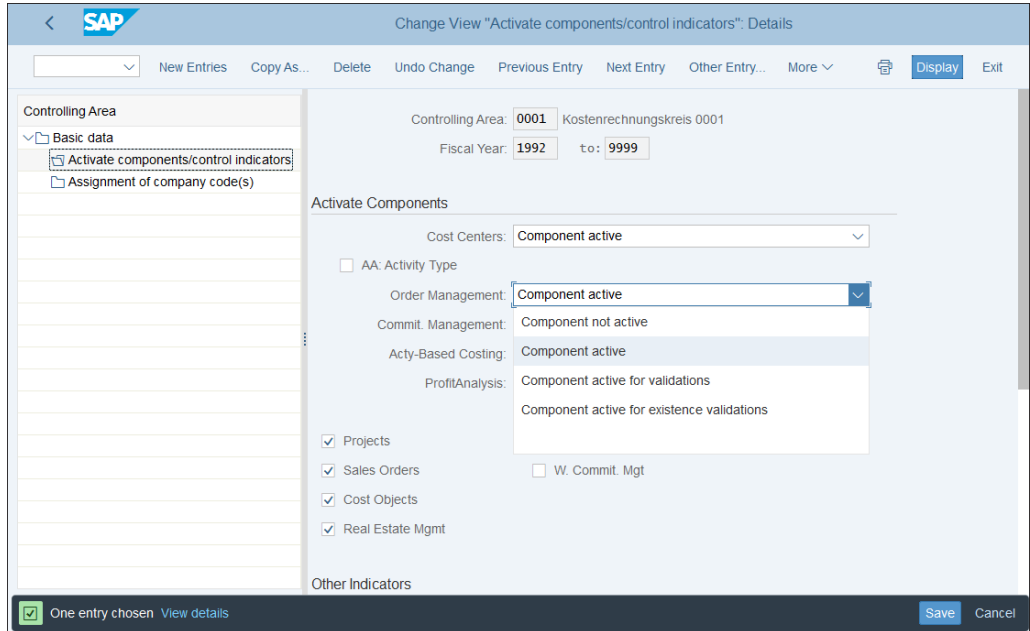 SAP
Change View "Activate components/control indicators": Details
New Entries Copy As... Delete Undo Change Previous Entry Next Entry Other Entry... More Display Exit
Controlling Area
Basic data
Activate components/control indicators
Assignment of company code(s)
Controlling Area: 0001 Kostenrechnungskreis 0001
Fiscal Year: 1992 to: 9999
Activate Components
Cost Centers: Component active
AA: Activity Type
Order Management: Component active
Commit. Management: Component not active
Component active
Acty-Based Costing:
ProfitAnalysis: Component active for validations
Component active for existence validations
Projects
Sales Orders W. Commit. Mgt
Cost Objects
Real Estate Mgmt
Other Indicators
One entry chosen View details Save Cancel